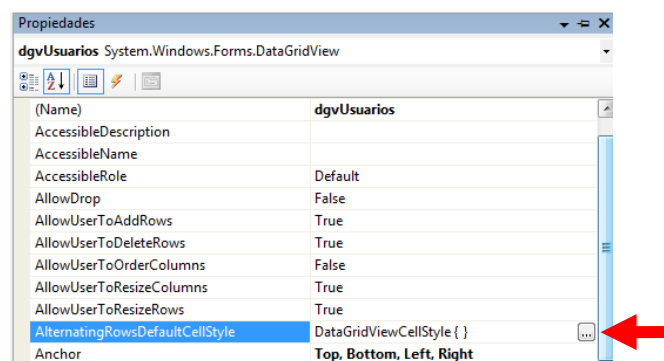 Propiedades
dgvUsuarios System.Windows.Forms.DataGridView
(Name) dgvUsuarios
AccessibleDescription
AccessibleName
AccessibleRole Default
AllowDrop False
AllowUserToAddRows True
AllowUserToDeleteRows True
AllowUserToOrderColumns False
AllowUserToResizeColumns True
AllowUserToResizeRows True
AlternatingRowsDefaultCellStyle DataGridViewCellStyle { } ...
Anchor Top, Bottom, Left, Right